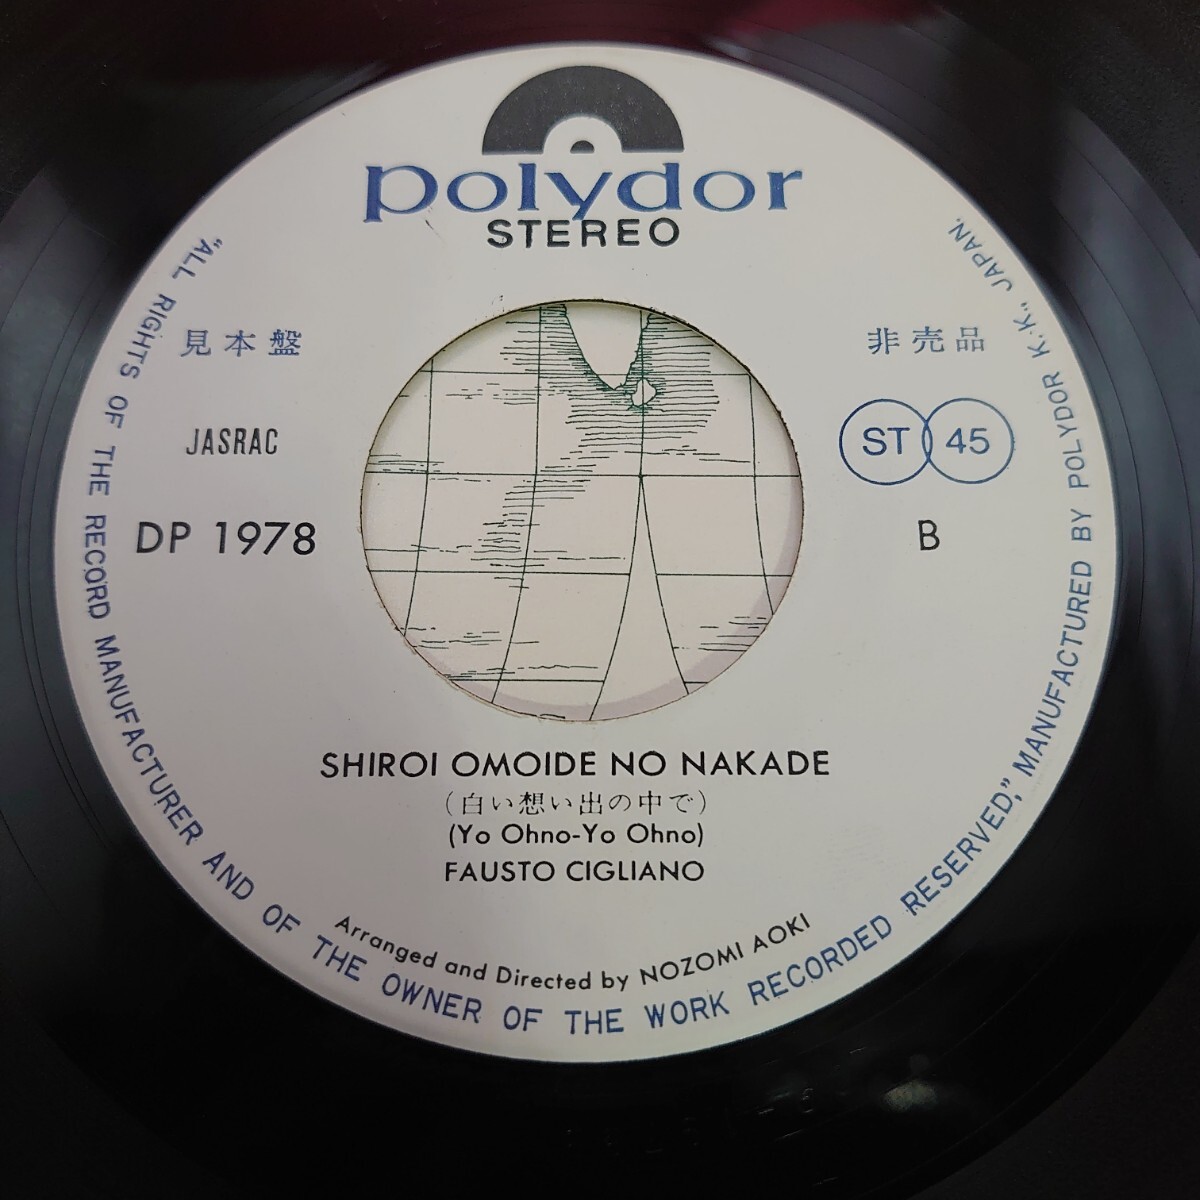 polydor
STEREO
見本盤
非売品
JASRAC
ST 45
DP 1978
B
SHIROI OMOIDE NO NAKADE
(白い想い出の中で)
(Yo Ohno-Yo Ohno)
FAUSTO CIGLIANO
Arranged and Directed by NOZOMI AOKI
"ALL RIGHTS OF THE RECORD MANUFACTURER AND OF THE OWNER OF THE WORK RECORDED RESERVED," MANUFACTURED BY POLYDOR K.K., JAPAN.